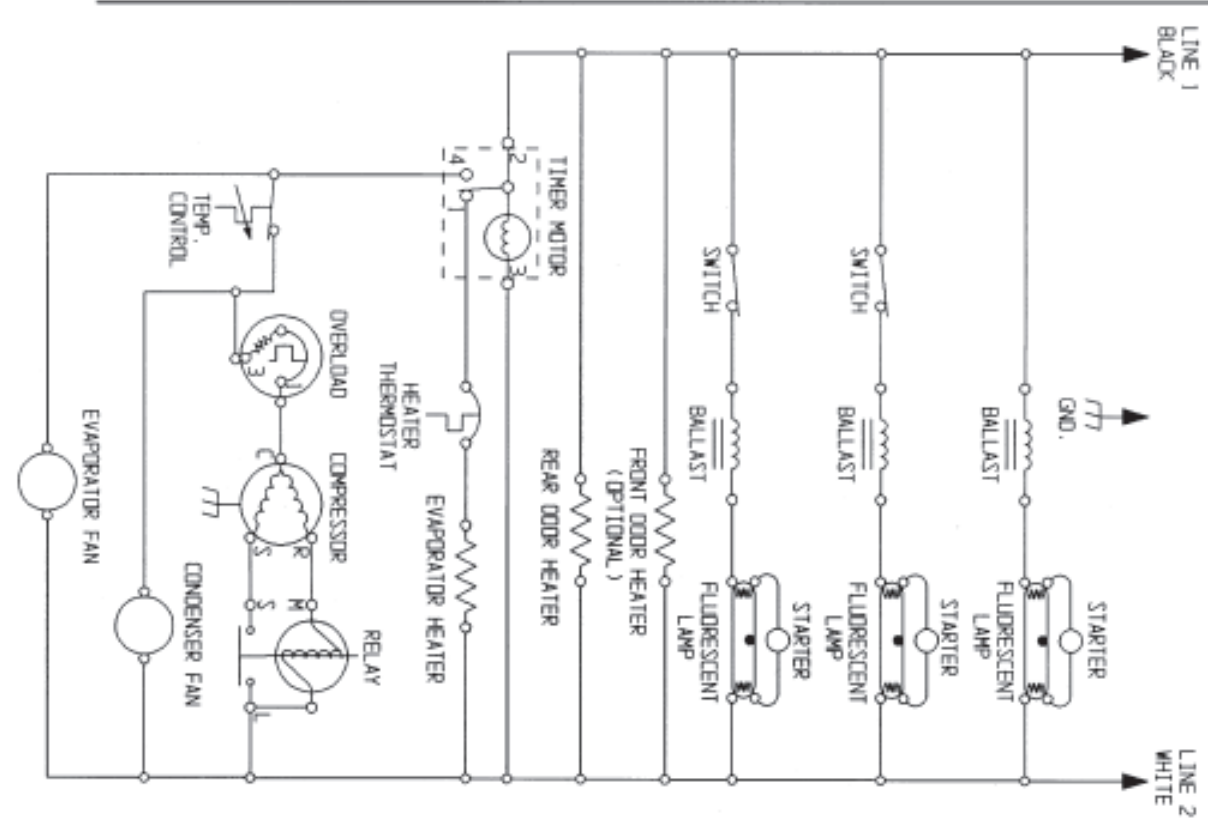 LINE 1
BLACK
GND.
LINE 2
WHITE
BALLAST
FLUORESCENT
LAMP
STARTER
SWITCH
BALLAST
FLUORESCENT
LAMP
STARTER
SWITCH
BALLAST
FLUORESCENT
LAMP
STARTER
FRONT DOOR HEATER
(OPTIONAL)
REAR DOOR HEATER
TIMER MOTOR
2
3
4
1
HEATER
THERMOSTAT
EVAPORATOR HEATER
TEMP.
CONTROL
OVERLOAD
3
1
COMPRESSOR
C
R
S
RELAY
M
S
L
CONDENSER FAN
EVAPORATOR FAN